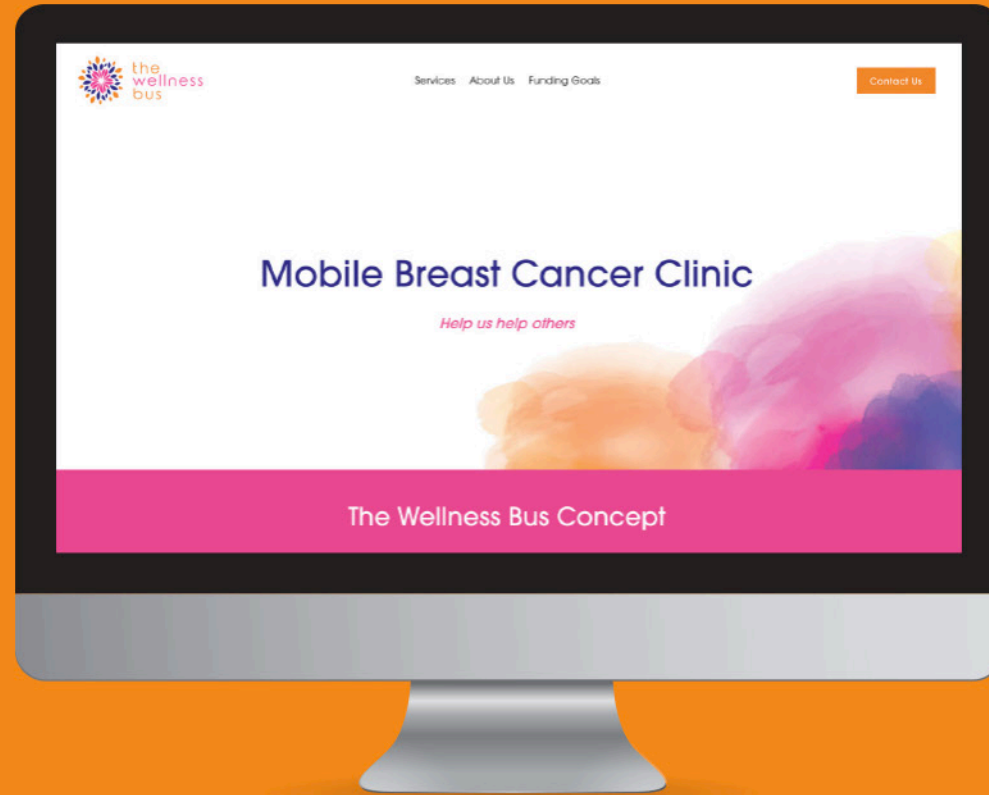 the
wellness
bus
Services About Us Funding Goals
Contact Us
Mobile Breast Cancer Clinic
Help us help others
The Wellness Bus Concept